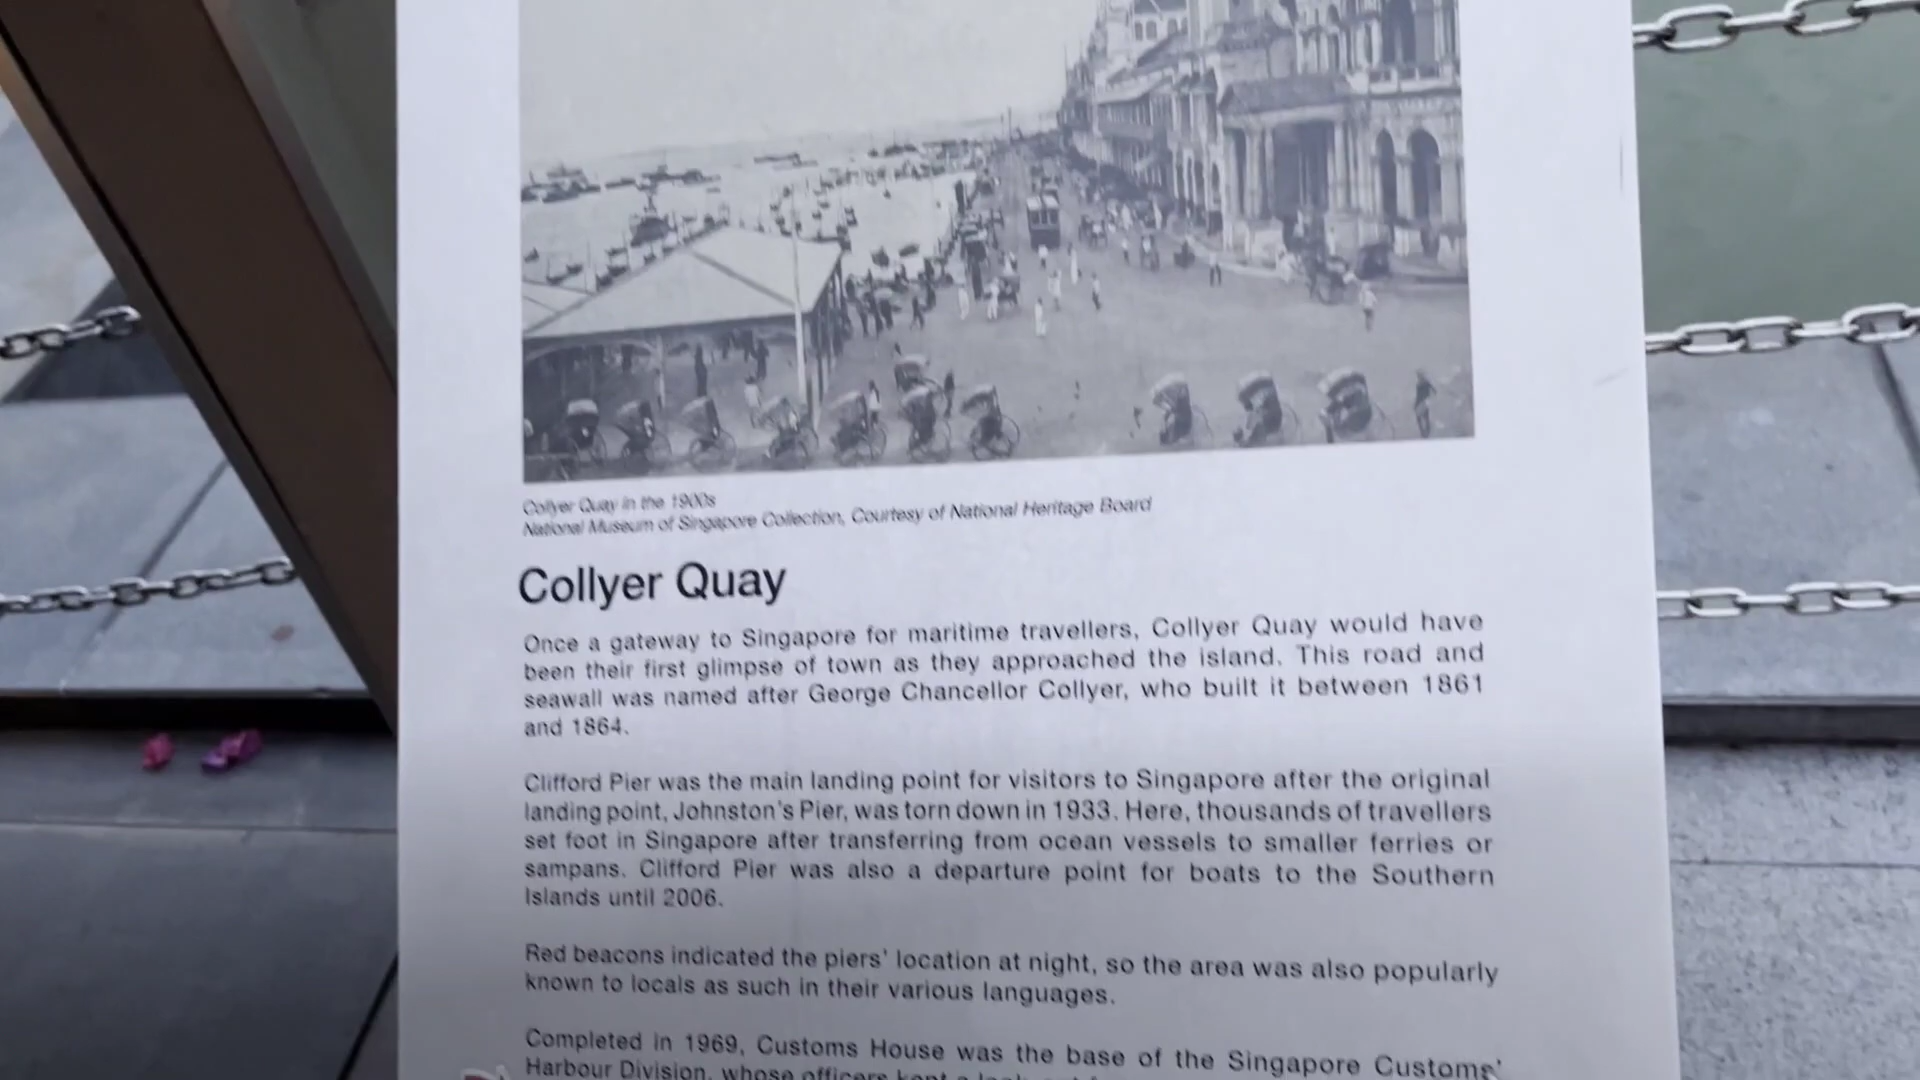 Collyer Quay in the 1900s
National Museum of Singapore Collection, Courtesy of National Heritage Board
Collyer Quay
Once a gateway to Singapore for maritime travellers, Collyer Quay would have
been their first glimpse of town as they approached the island. This road and
seawall was named after George Chancellor Collyer, who built it between 1861
and 1864.
Clifford Pier was the main landing point for visitors to Singapore after the original
landing point, Johnston's Pier, was torn down in 1933. Here, thousands of travellers
set foot in Singapore after transferring from ocean vessels to smaller ferries or
sampans. Clifford Pier was also a departure point for boats to the Southern
Islands until 2006.
Red beacons indicated the piers' location at night, so the area was also popularly
known to locals as such in their various languages.
Completed in 1969, Customs House was the base of the Singapore Customs'
Harbour Division, whose officers kept a